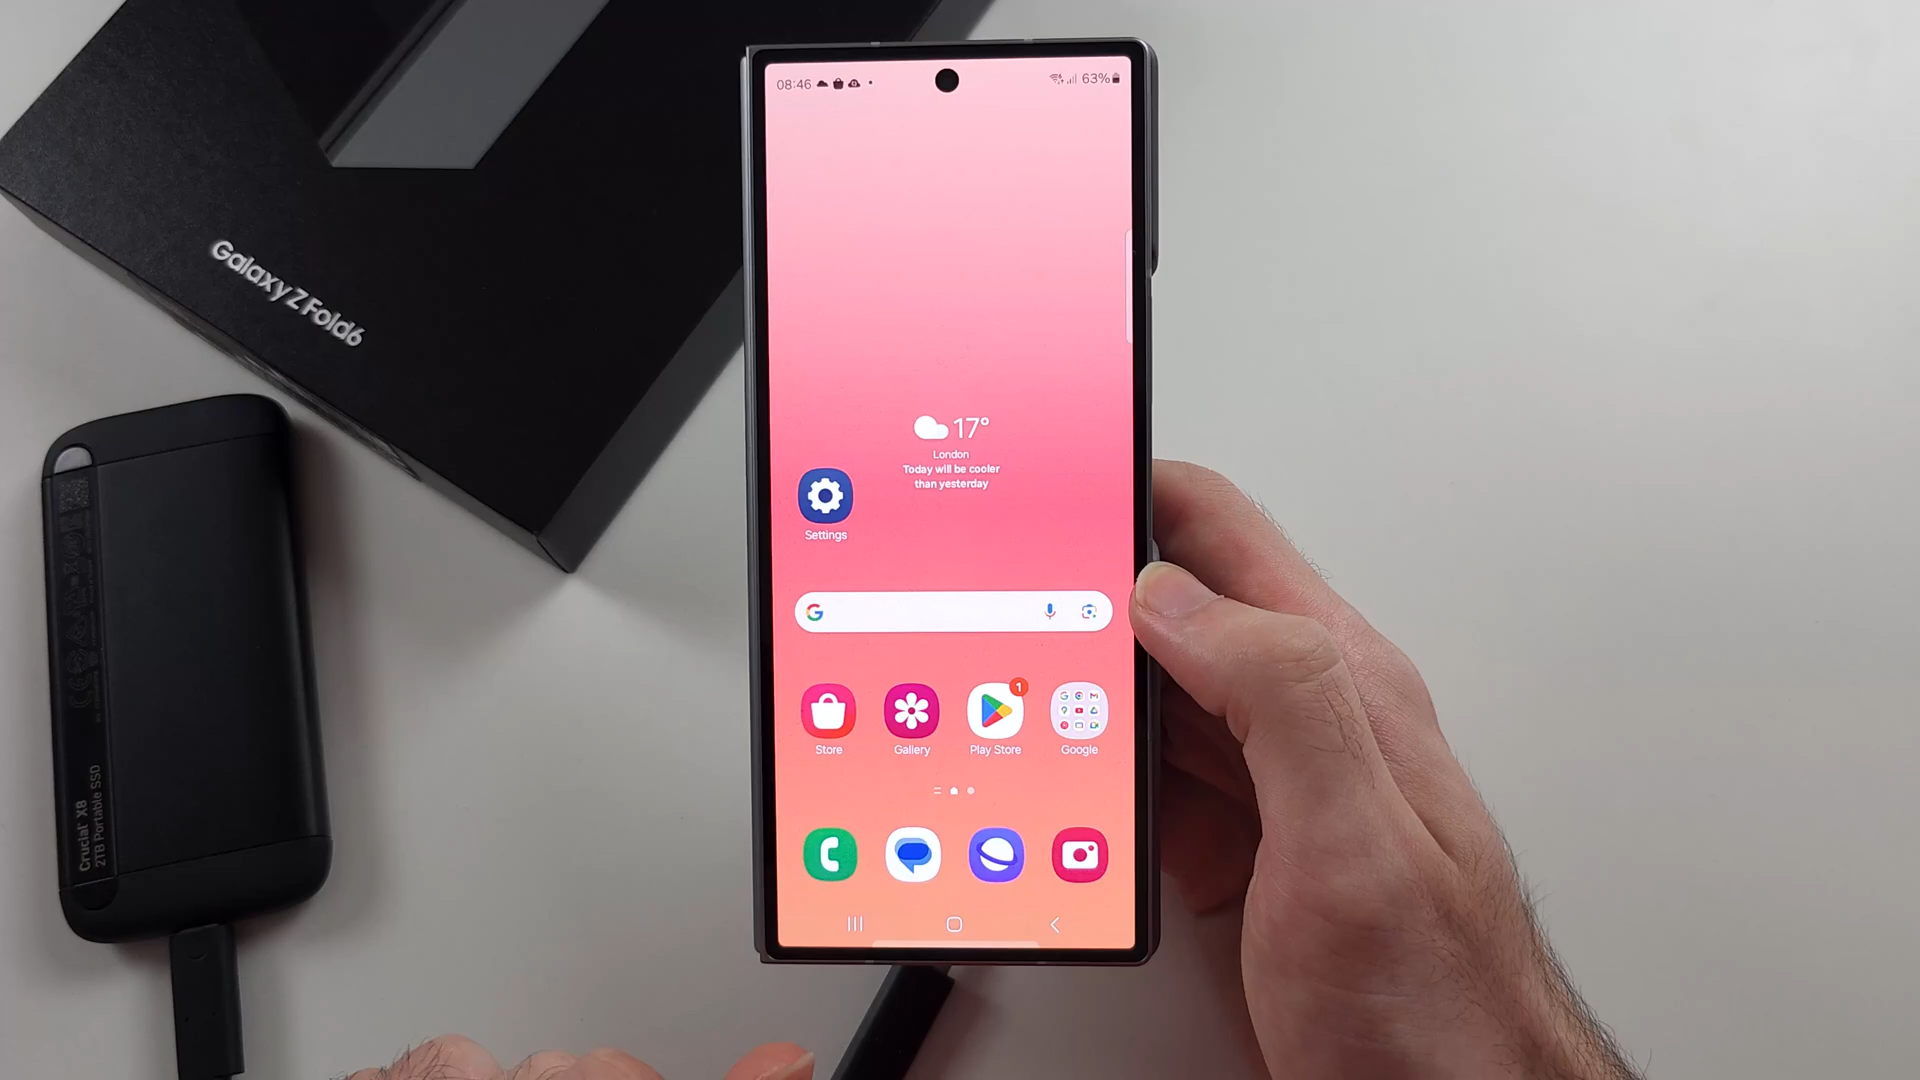 Galaxy Z Fold6
08:46
63%
17°
London
Today will be cooler
than yesterday
Settings
G
1
Store
Gallery
Play Store
Google
Crucial® X8
2TB Portable SSD